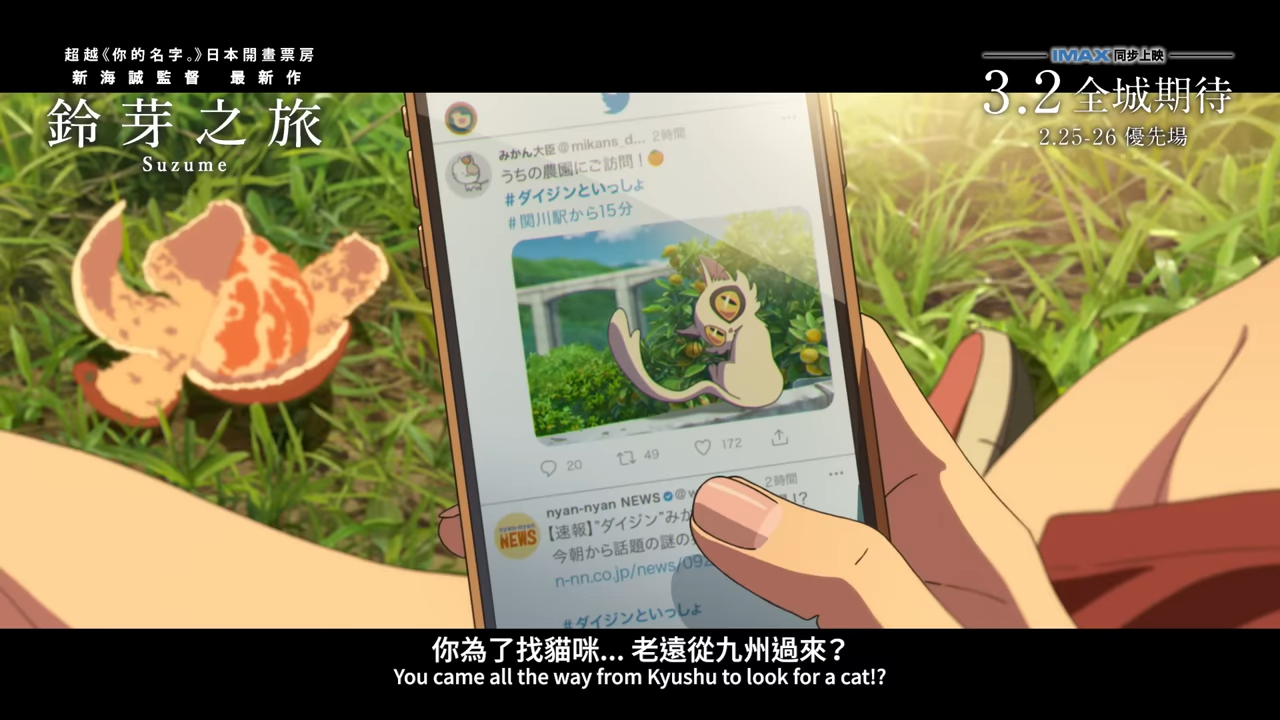 超越《你的名字。》日本開畫票房
新海誠監督 最新作
鈴芽之旅
Suzume
IMAX 同步上映
3.2 全城期待
2.25-26 優先場
みかん大臣 @mikans_d... 2時間
うちの農園にご訪問!🍊
#ダイジンといっしょ
#関川駅から15分
20 49 172
nyan-nyan NEWS 2時間
nyan-nyan NEWS
【速報】"ダイジン"みか
!?
今朝から話題の謎の
n-nn.co.jp/news/092
#ダイジンといっしょ
你為了找貓咪... 老遠從九州過來?
You came all the way from Kyushu to look for a cat!?